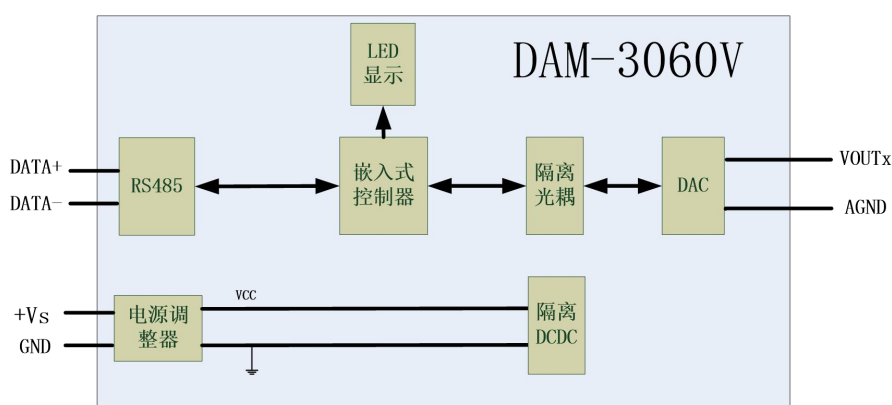 DAM-3060V
LED
显示
DATA+
DATA-
RS485
嵌入式
控制器
隔离
光耦
DAC
VOUTx
AGND
+Vs
GND
电源调
整器
VCC
隔离
DCDC